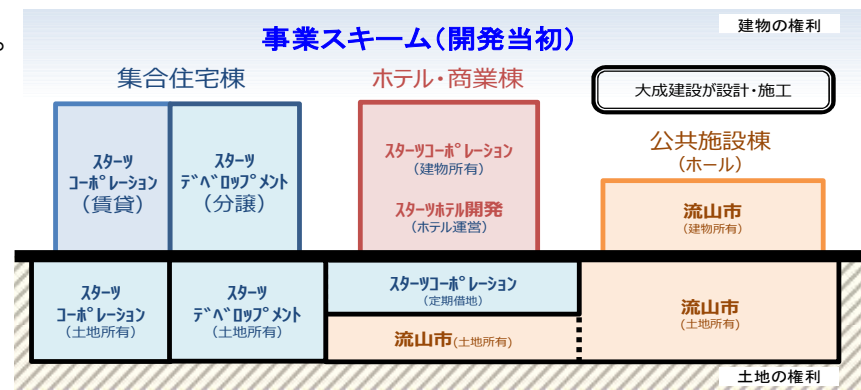 。
事業スキーム(開発当初)
建物の権利
集合住宅棟
ホテル・商業棟
大成建設が設計・施工
公共施設棟
(ホール)
スターツ
コーポレーション
(賃貸)
スターツ
デベロップメント
(分譲)
スターツコーポレーション
(建物所有)
スターツホテル開発
(ホテル運営)
流山市
(建物所有)
スターツ
コーポレーション
(土地所有)
スターツ
デベロップメント
(土地所有)
スターツコーポレーション
(定期借地)
流山市(土地所有)
流山市
(土地所有)
土地の権利